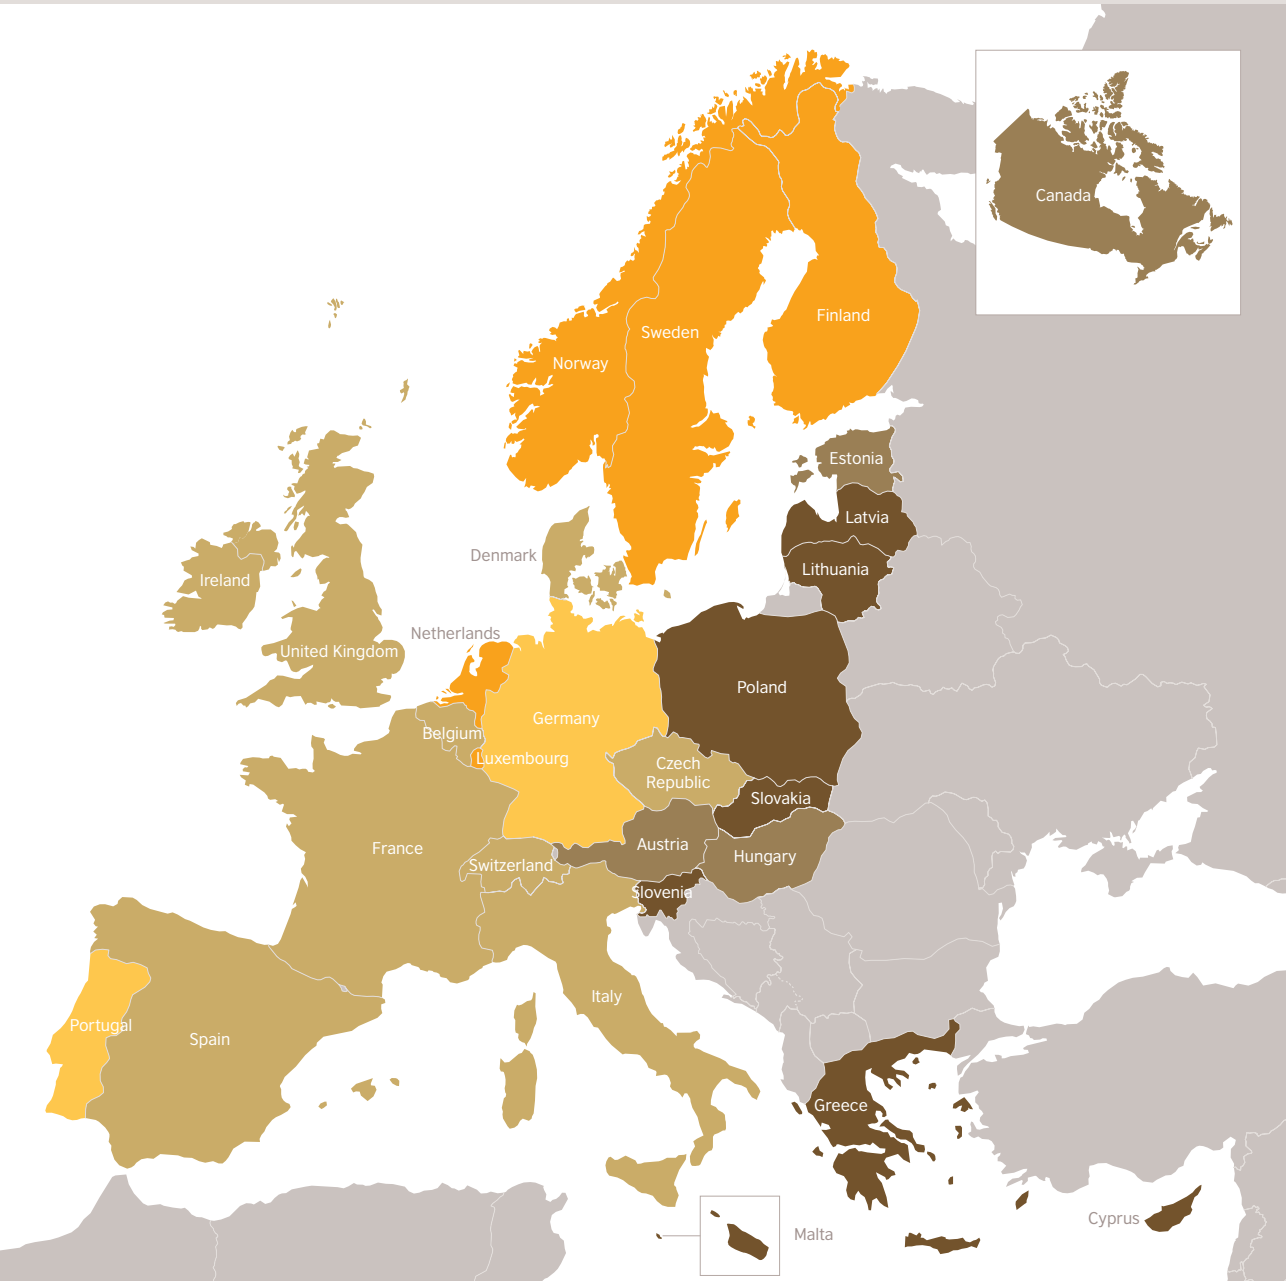 Canada
Finland
Sweden
Norway
Estonia
Latvia
Denmark
Lithuania
Ireland
Netherlands
United Kingdom
Poland
Germany
Belgium
Luxembourg
Czech
Republic
Slovakia
Austria
France
Hungary
Switzerland
Slovenia
Italy
Portugal
Spain
Greece
Cyprus
Malta